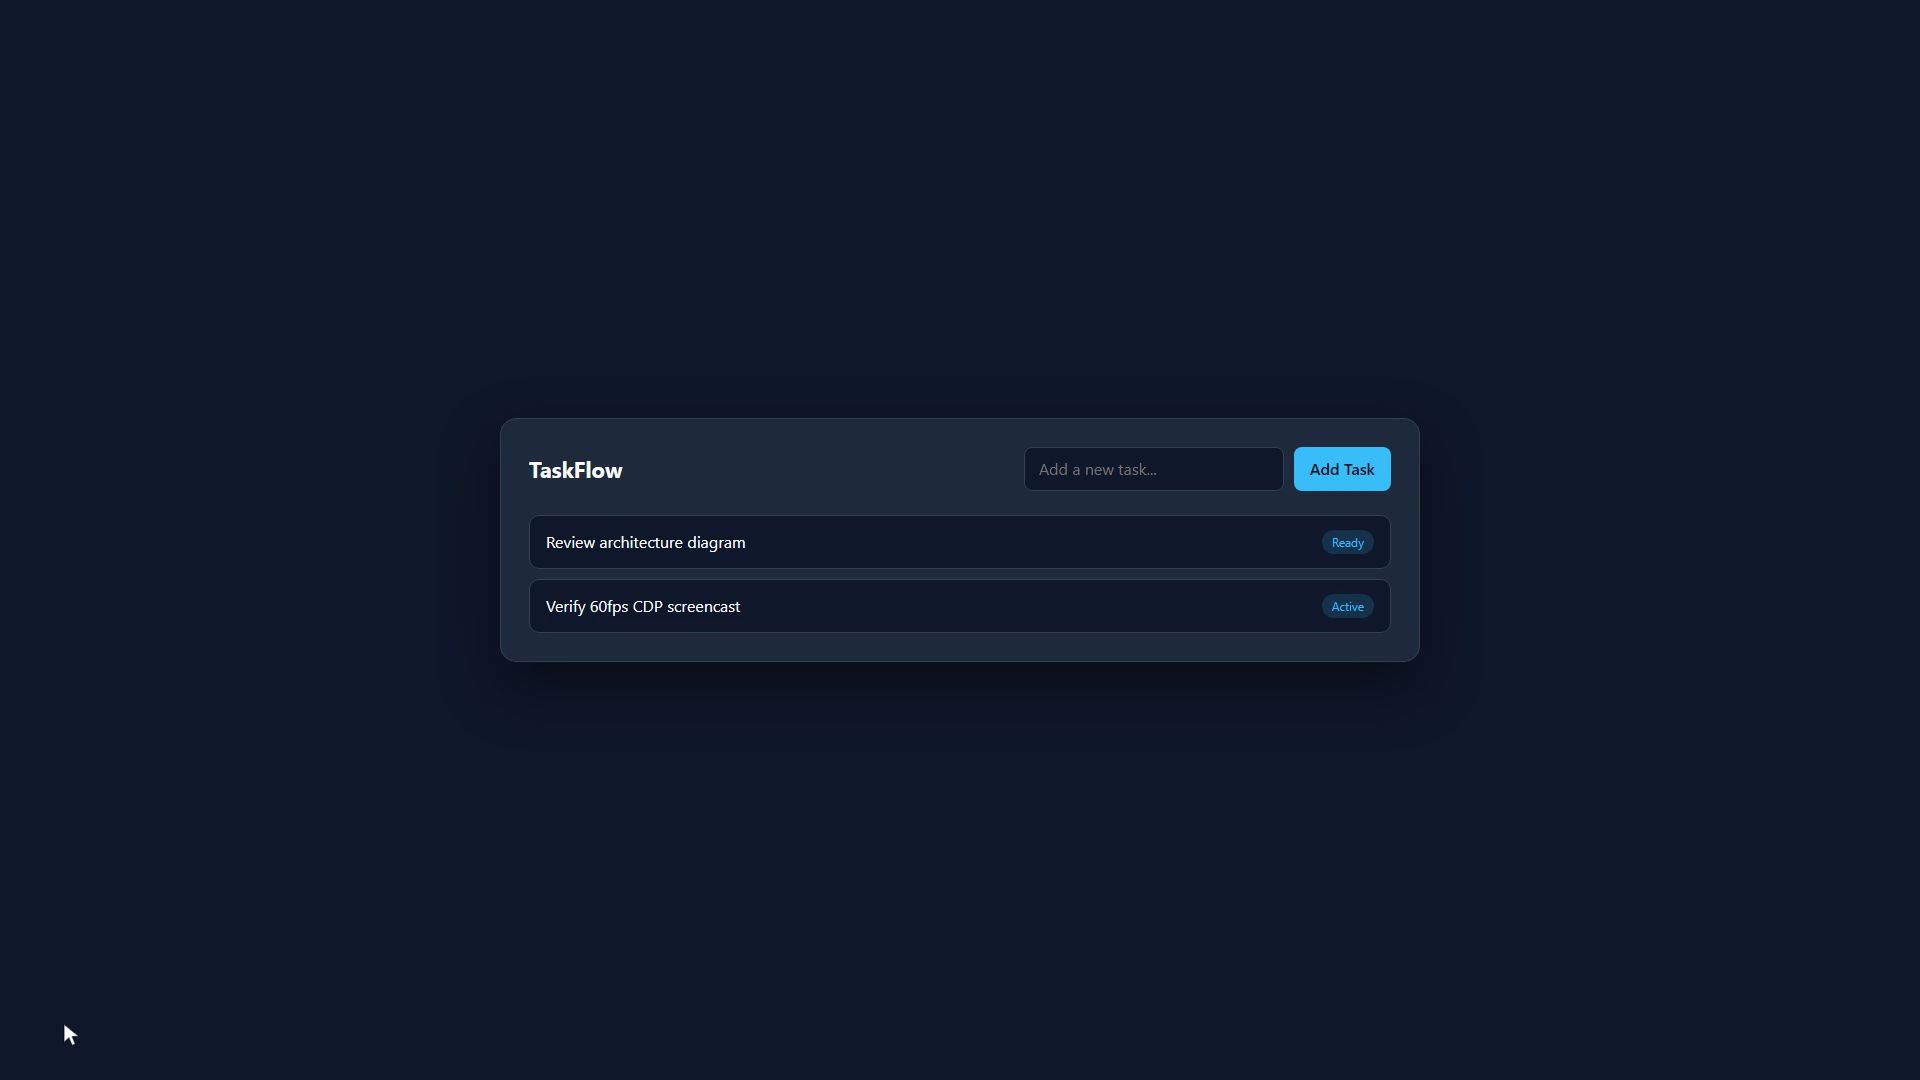 TaskFlow
Add a new task...
Add Task
Review architecture diagram
Ready
Verify 60fps CDP screencast
Active